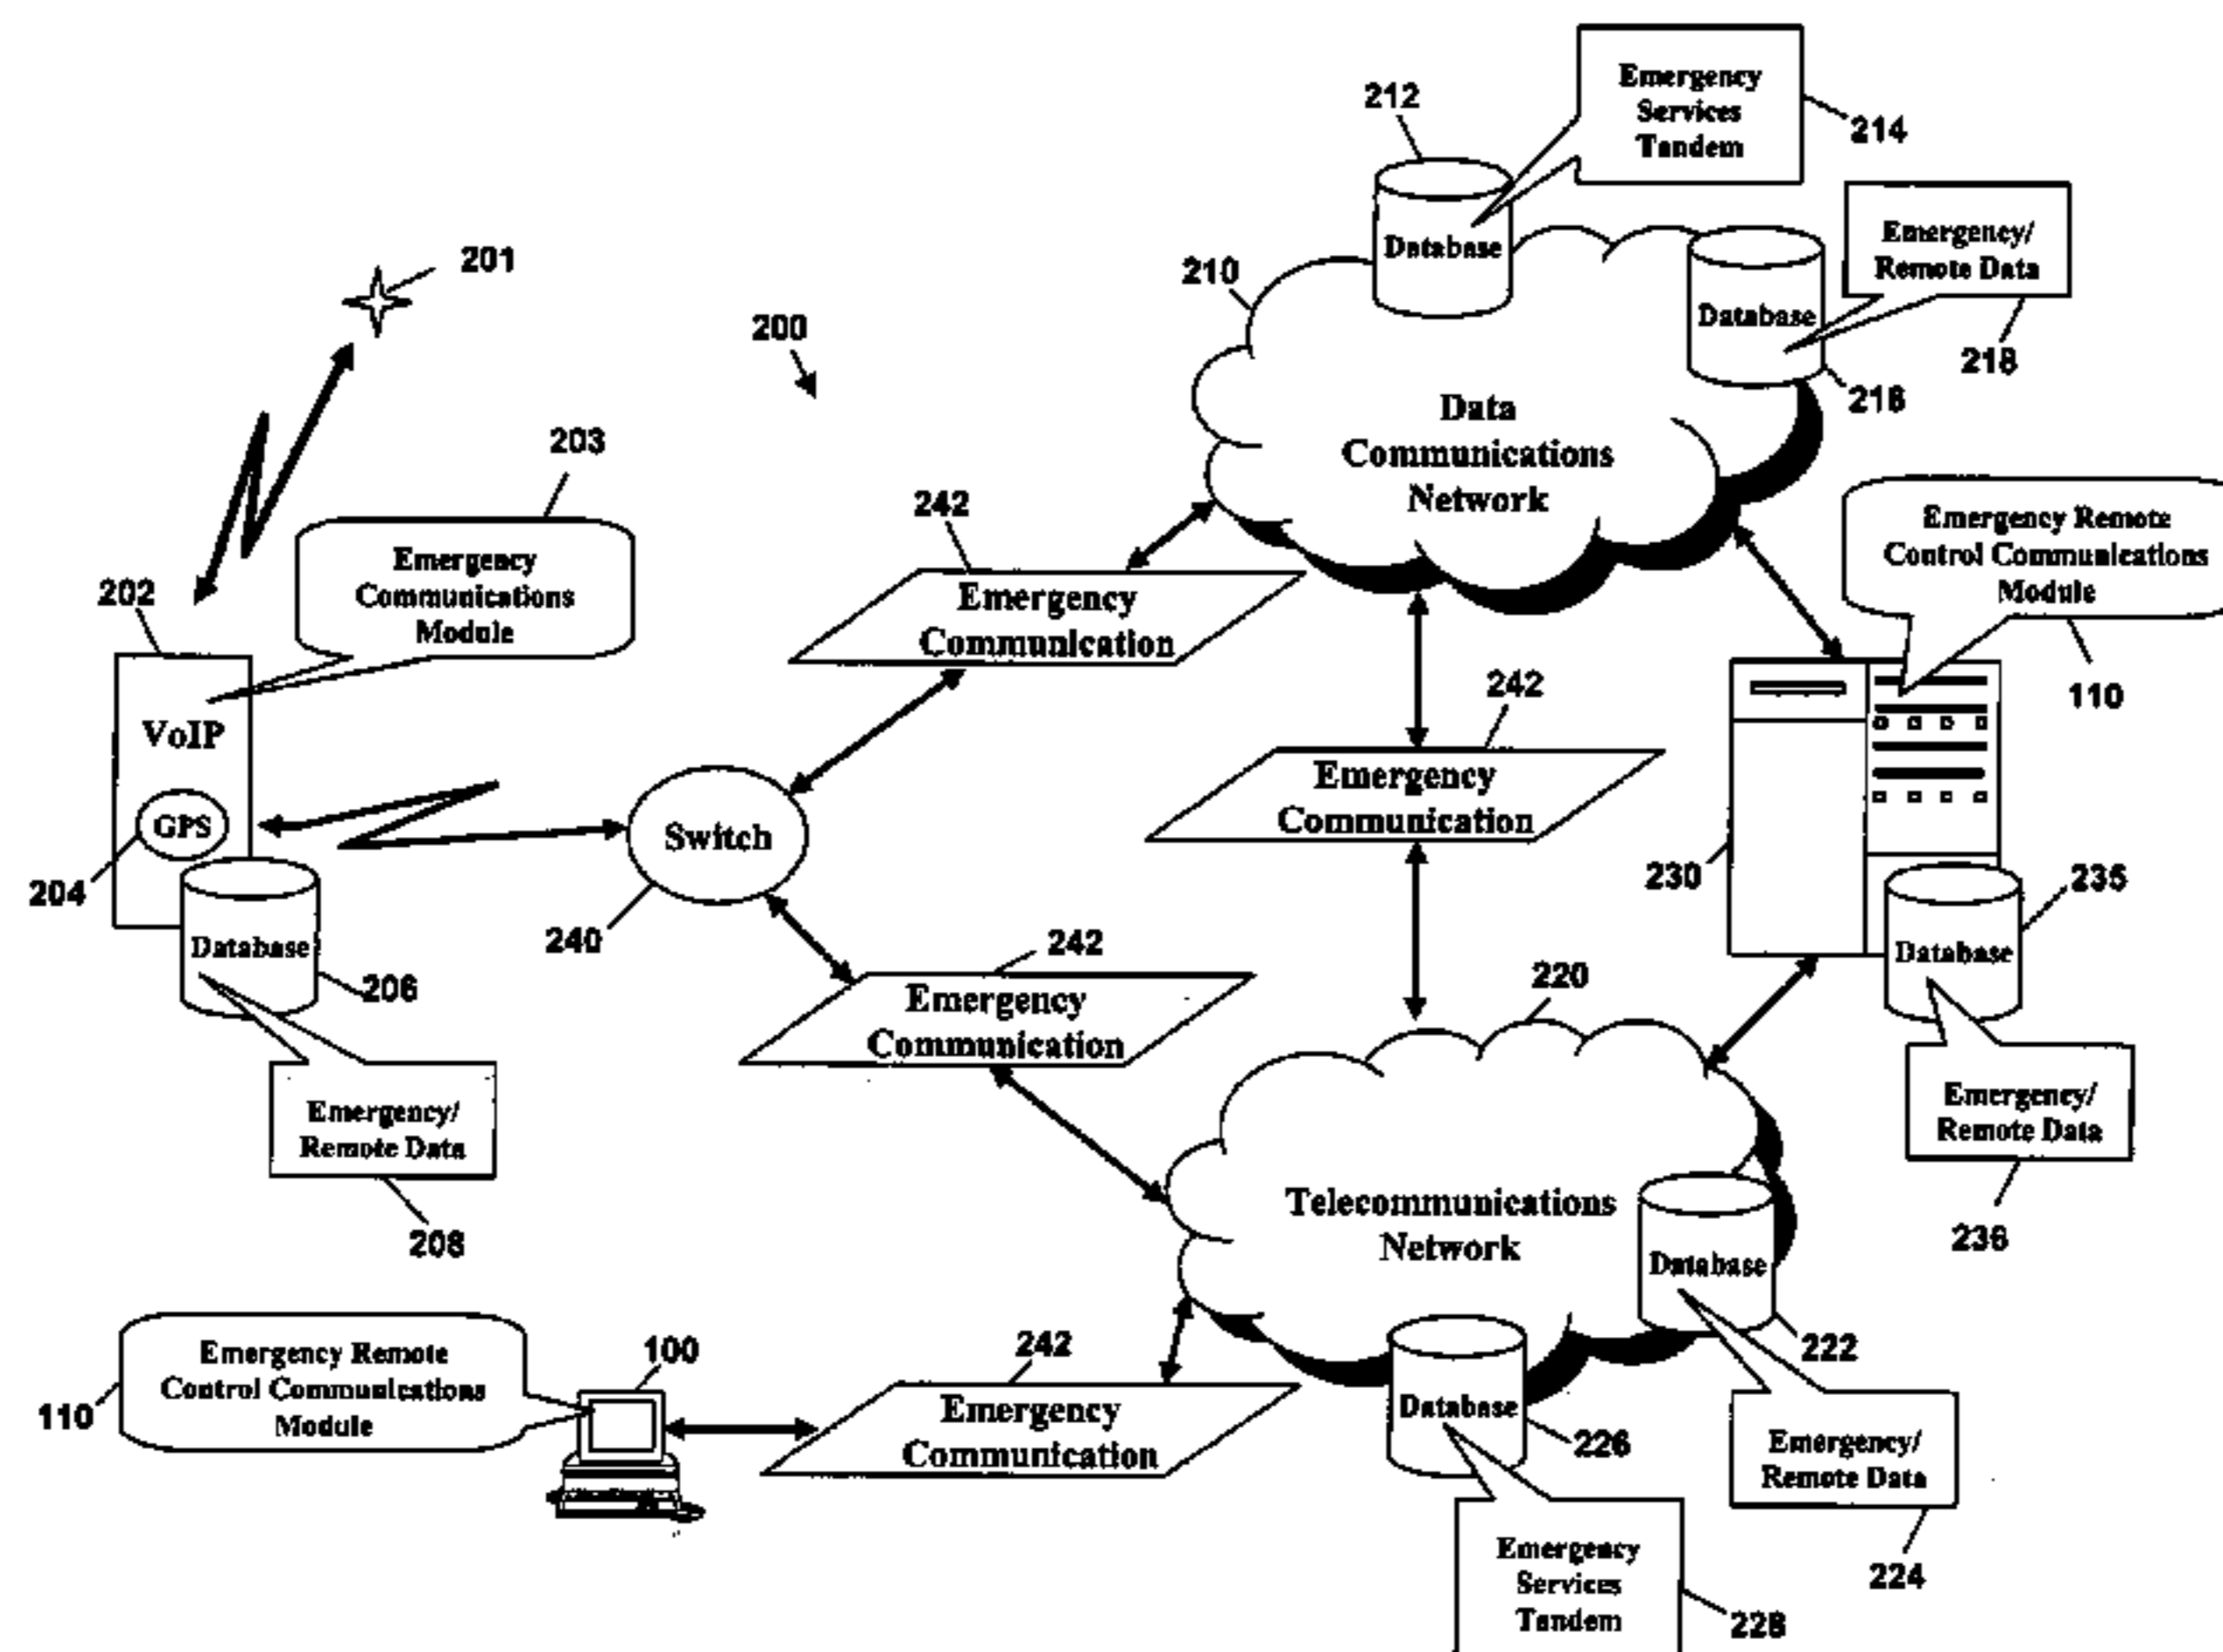 212
Emergency
Services
Tandem
214
Database
Emergency/
Remote Data
218
Database
216
201
210
200
Data
Communications
Network
203
Emergency
Communications
Module
242
Emergency
Communication
Emergency Remote
Control Communications
Module
110
202
VoIP
GPS
204
Database
206
Emergency/
Remote Data
208
Switch
240
242
Emergency
Communication
230
235
Database
Emergency/
Remote Data
236
242
Emergency
Communication
220
Telecommunications
Network
Database
222
Emergency/
Remote Data
224
Database
226
Emergency
Services
Tandem
228
Emergency Remote
Control Communications
Module
110
100
242
Emergency
Communication